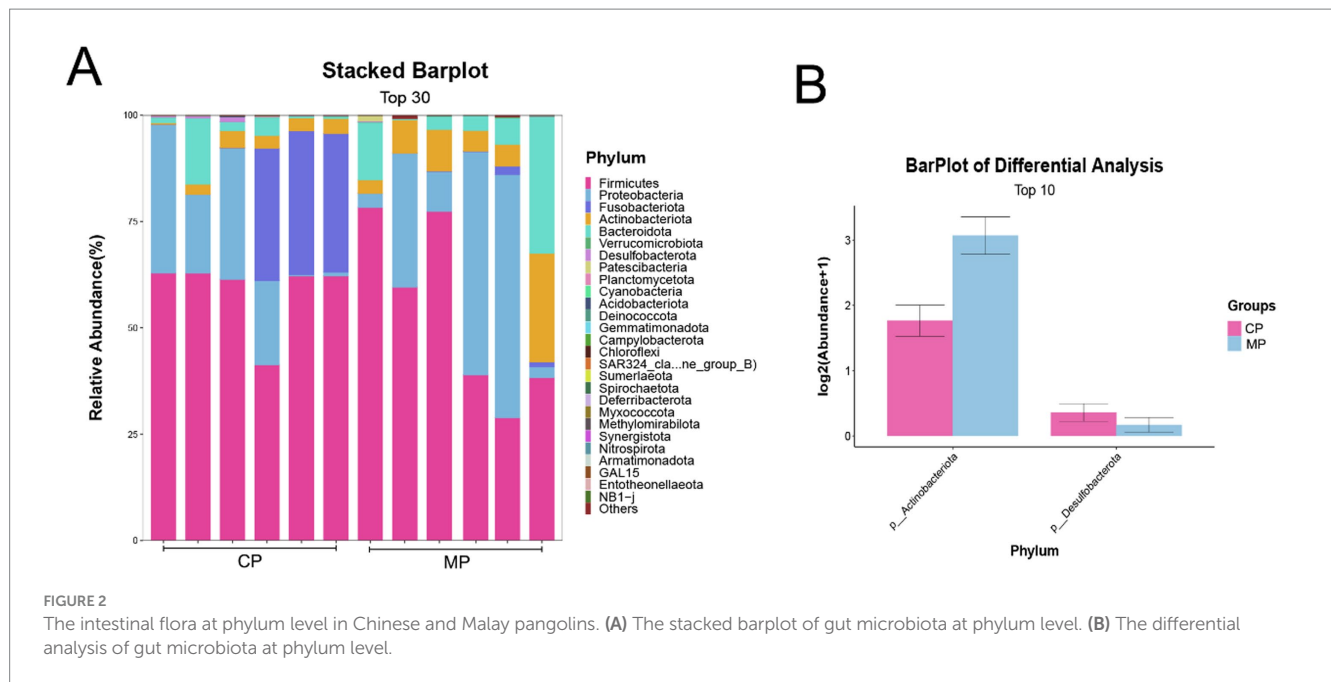 A
Stacked Barplot
Top 30
Relative Abundance(%)
100
75
50
25
0
CP
MP
Phylum
Firmicutes
Proteobacteria
Fusobacteriota
Actinobacteriota
Bacteroidota
Verrucomicrobiota
Desulfobacterota
Patescibacteria
Planctomycetota
Cyanobacteria
Acidobacteriota
Deinococcota
Gemmatimonadota
Campylobacterota
Chloroflexi
SAR324_cla...ne_group_B)
Sumerlaeota
Spirochaetota
Deferribacterota
Myxococcota
Methylomirabilota
Synergistota
Nitrospirota
Armatimonadota
GAL15
Entotheonellaeota
NB1-j
Others
B
BarPlot of Differential Analysis
Top 10
log2(Abundance+1)
3
2
1
0
p__Actinobacteriota
p__Desulfobacterota
Phylum
Groups
CP
MP
FIGURE 2
The intestinal flora at phylum level in Chinese and Malay pangolins. (A) The stacked barplot of gut microbiota at phylum level. (B) The differential
analysis of gut microbiota at phylum level.